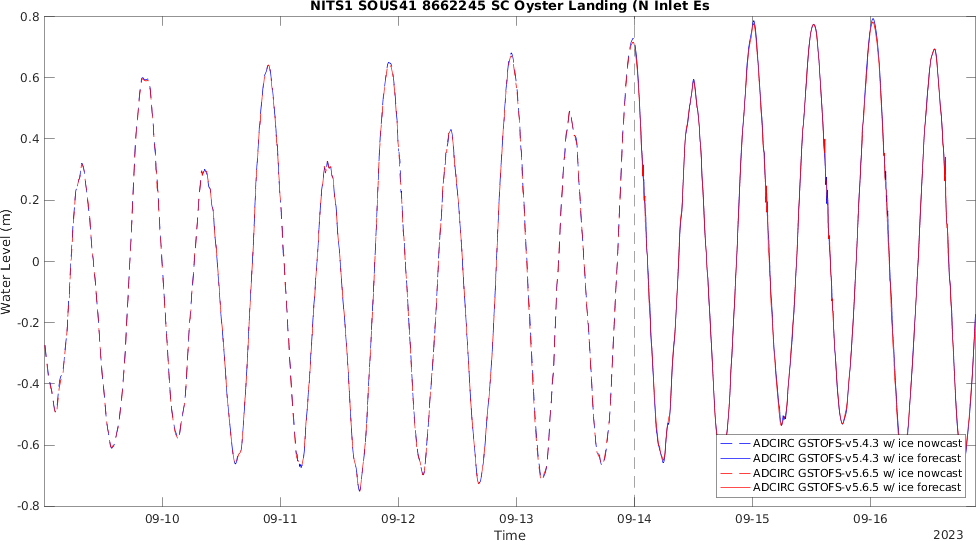 NITS1 SOUS41 8662245 SC Oyster Landing (N Inlet Es
0.8
0.6
0.4
0.2
0
-0.2
-0.4
-0.6
-0.8
Water Level (m)
09-10 09-11 09-12 09-13 09-14 09-15 09-16
Time
2023
ADCIRC GSTOFS-v5.4.3 w/ ice nowcast
ADCIRC GSTOFS-v5.4.3 w/ ice forecast
ADCIRC GSTOFS-v5.6.5 w/ ice nowcast
ADCIRC GSTOFS-v5.6.5 w/ ice forecast